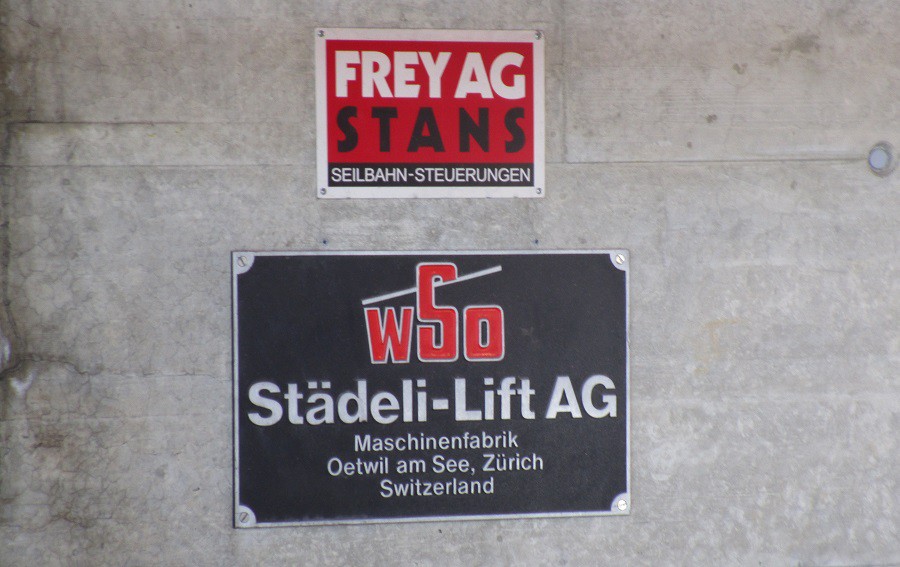 FREY AG
STANS
SEILBAHN-STEUERUNGEN
WSO
Städeli-Lift AG
Maschinenfabrik
Oetwil am See, Zürich
Switzerland